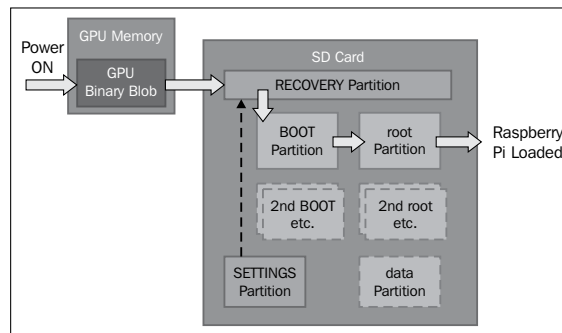 GPU Memory
Power
ON
GPU
Binary Blob
SD Card
RECOVERY Partition
BOOT
Partition
root
Partition
Raspberry
Pi Loaded
2nd BOOT
etc.
2nd root
etc.
SETTINGS
Partition
data
Partition